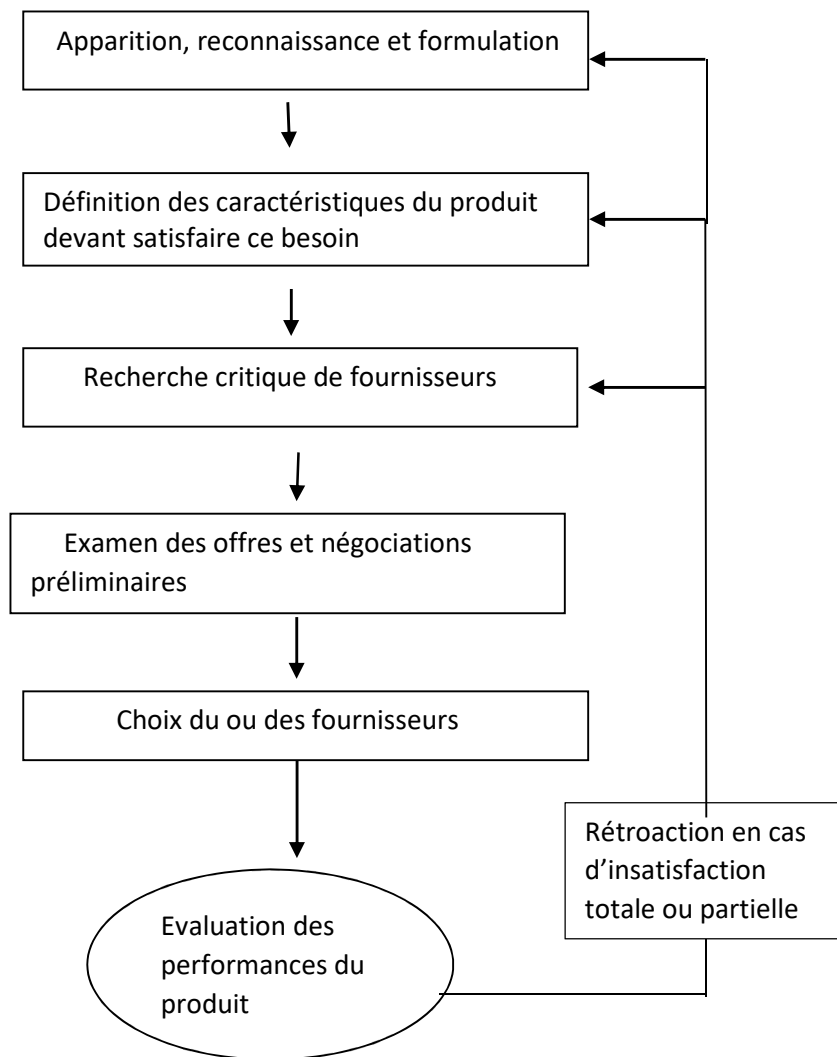 Apparition, reconnaissance et formulation
Définition des caractéristiques du produit
devant satisfaire ce besoin
Recherche critique de fournisseurs
Examen des offres et négociations
préliminaires
Choix du ou des fournisseurs
Rétroaction en cas
d’insatisfaction
totale ou partielle
Evaluation des
performances du
produit